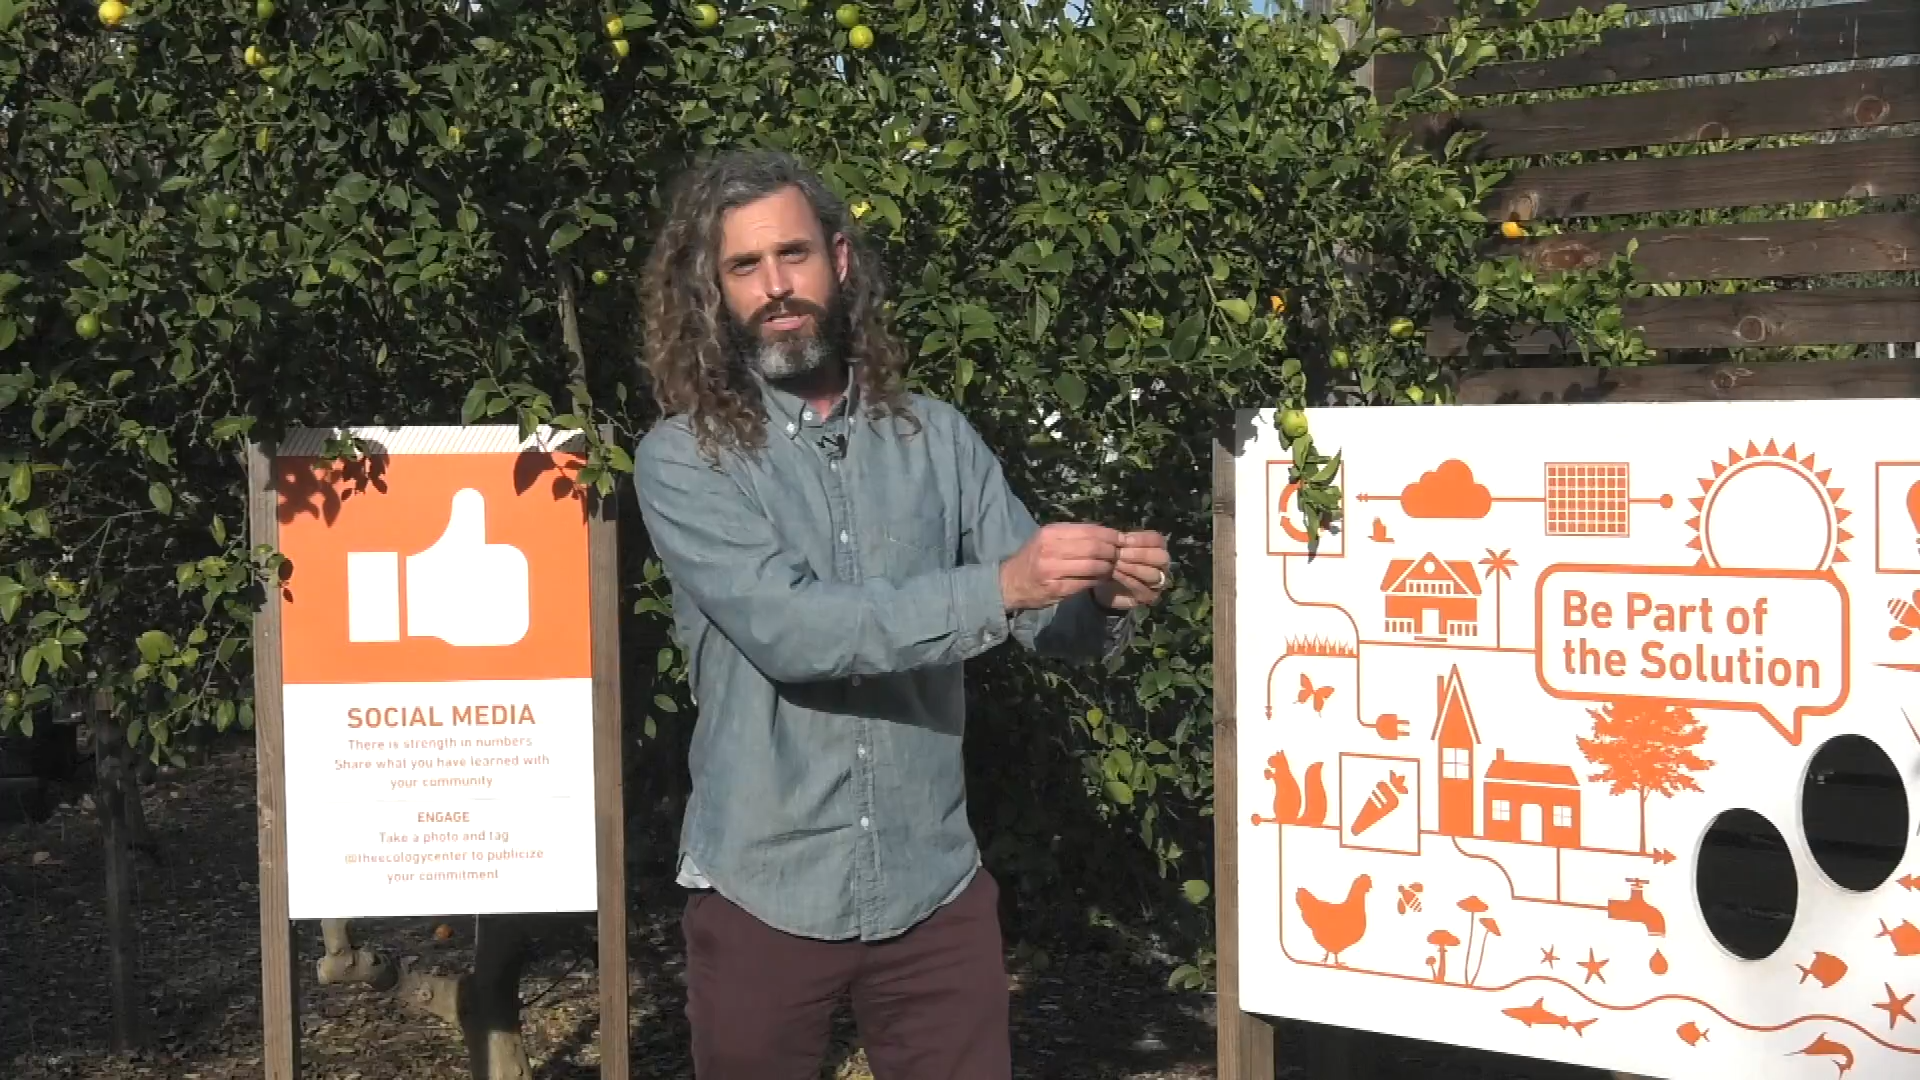 SOCIAL MEDIA
There is strength in numbers
Share what you have learned with
your community
ENGAGE
Take a photo and tag
@theecologycenter to publicize
your commitment
Be Part of
the Solution